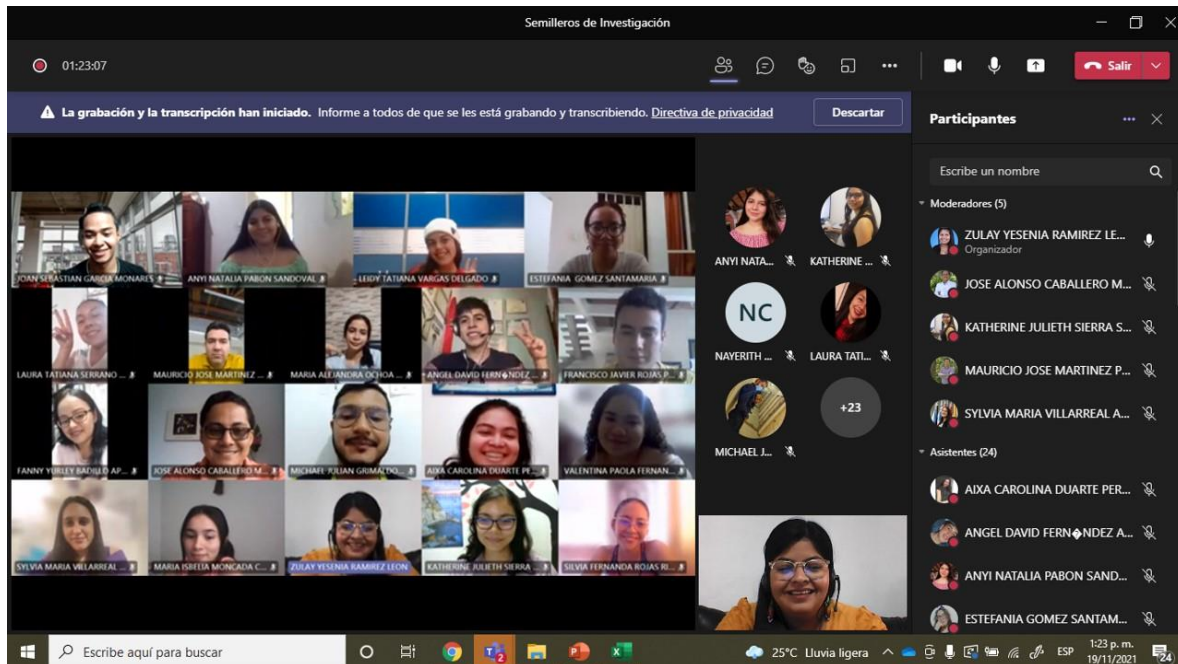 Semilleros de Investigación
01:23:07
Salir
La grabación y la transcripción han iniciado. Informe a todos de que se les está grabando y transcribiendo. Directiva de privacidad
Descartar
Participantes
Escribe un nombre
Moderadores (5)
ZULAY YESENIA RAMIREZ LE...
Organizador
JOSE ALONSO CABALLERO M...
KATHERINE JULIETH SIERRA S...
MAURICIO JOSE MARTINEZ P...
SYLVIA MARIA VILLARREAL A...
Asistentes (24)
AIXA CAROLINA DUARTE PER...
ANGEL DAVID FERN�NDEZ A...
ANYI NATALIA PABON SAND...
ESTEFANIA GOMEZ SANTAM...
JOAN SEBASTIAN GARCIA MONARES
ANYI NATALIA PABON SANDOVAL
LEIDY TATIANA VARGAS DELGADO
ESTEFANIA GOMEZ SANTAMARIA
LAURA TATIANA SERRANO ...
MAURICIO JOSE MARTINEZ ...
MARIA ALEJANDRA OCHOA ...
ANGEL DAVID FERN�NDEZ ...
FRANCISCO JAVIER ROJAS P...
FANNY YURLEY BADILLO AP...
JOSE ALONSO CABALLERO M...
MICHAEL JULIAN GRIMALDO...
AIXA CAROLINA DUARTE PE...
VALENTINA PAOLA FERNAN...
SYLVIA MARIA VILLARREAL ...
MARIA ISBELIA MONCADA C...
ZULAY YESENIA RAMIREZ LEON
KATHERINE JULIETH SIERRA ...
SILVIA FERNANDA ROJAS RI...
ANYI NATA...
KATHERINE ...
NC
NAYERITH ...
LAURA TATI...
MICHAEL J...
+23
Escribe aquí para buscar
25°C Lluvia ligera
ESP
1:23 p. m.
19/11/2021
24